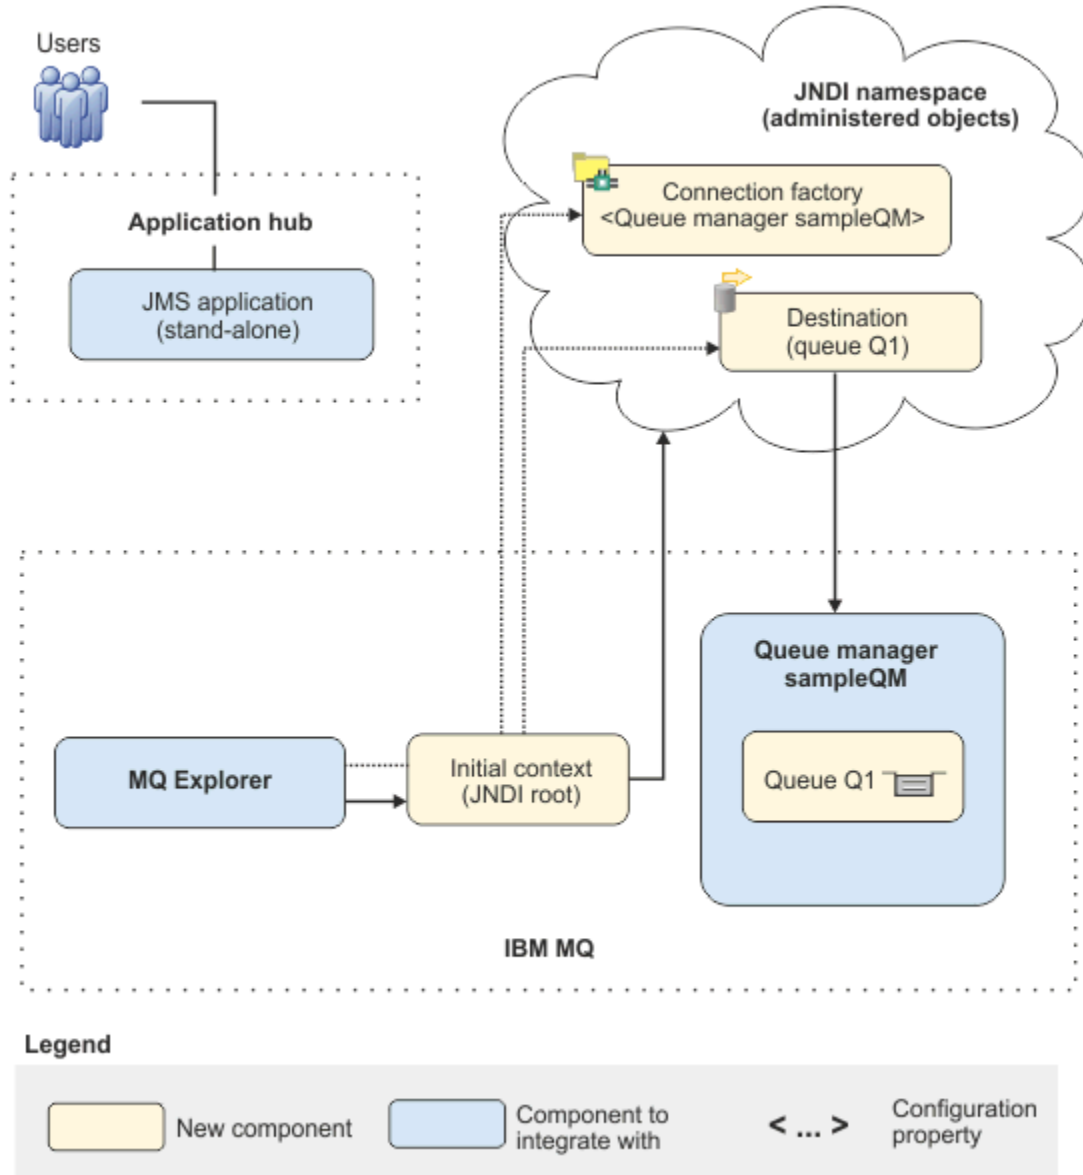 Users
JNDI namespace
(administered objects)
Connection factory
<Queue manager sampleQM>
Application hub
JMS application
(stand-alone)
Destination
(queue Q1)
Queue manager
sampleQM
MQ Explorer
Initial context
(JNDI root)
Queue Q1
IBM MQ
Legend
New component
Component to
integrate with
< ... >
Configuration
property